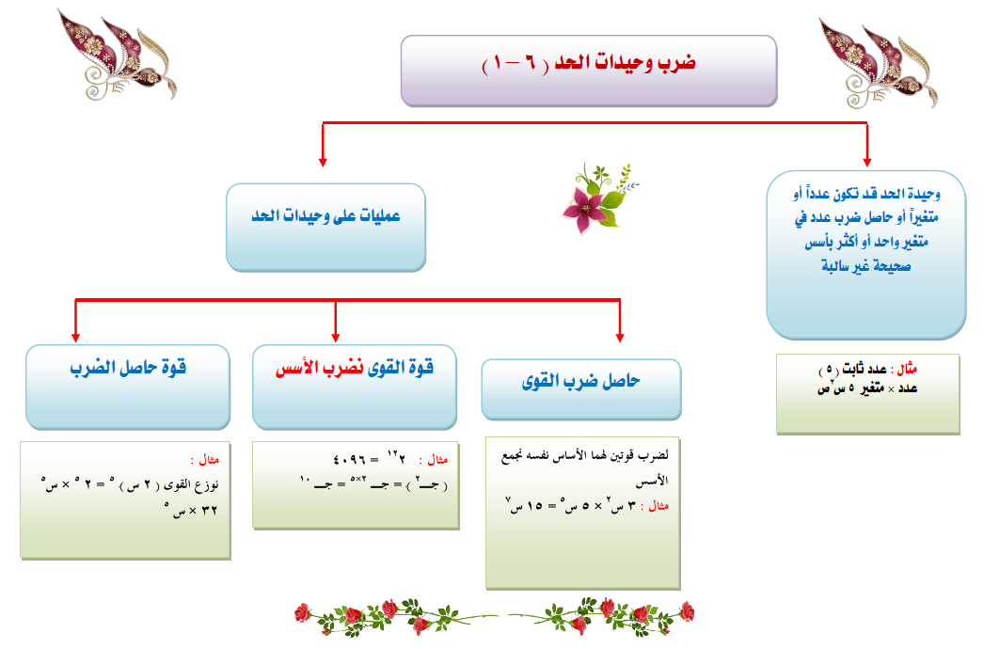 ضرب وحيدات الحد ( ٦ – ١ )
وحيدة الحد قد تكون عدداً أو
متغيراً أو حاصل ضرب عدد في
متغير واحد أو أكثر بأسس
صحيحة غير سالبة
مثال : عدد ثابت ( ٥ )
عدد × متغير ٥ س٢ص
عمليات على وحيدات الحد
حاصل ضرب القوى
لضرب قوتين لهما الأساس نفسه نجمع
الأسس
مثال : ٣ س٢ × ٥ س٥ = ١٥ س٧
قوة القوى نضرب الأسس
مثال : ٢ ١٢ = ٤٠٩٦
( جـ٢ ) = جـ ٢×٥ = جـ ١٠
قوة حاصل الضرب
مثال :
نوزع القوى ( ٢ س ) ٥ = ٢ ٥ × س٥
٣٢ × س ٥